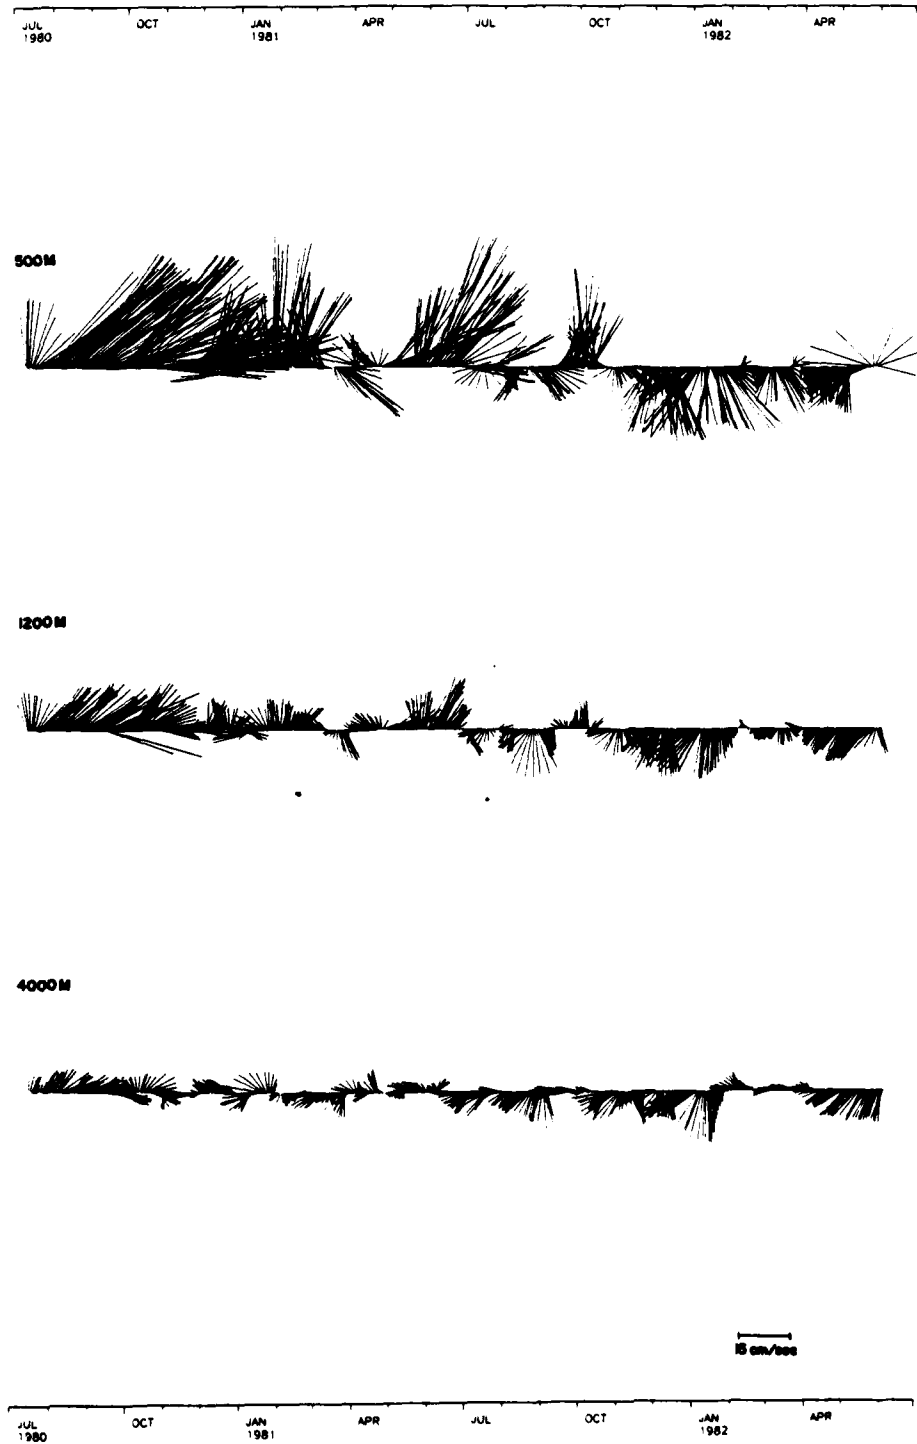 JUL OCT JAN APR JUL OCT JAN APR
1980 1981 1982
500M
1200M
4000M
15 cm/sec
JUL OCT JAN APR JUL OCT JAN APR
1980 1981 1982